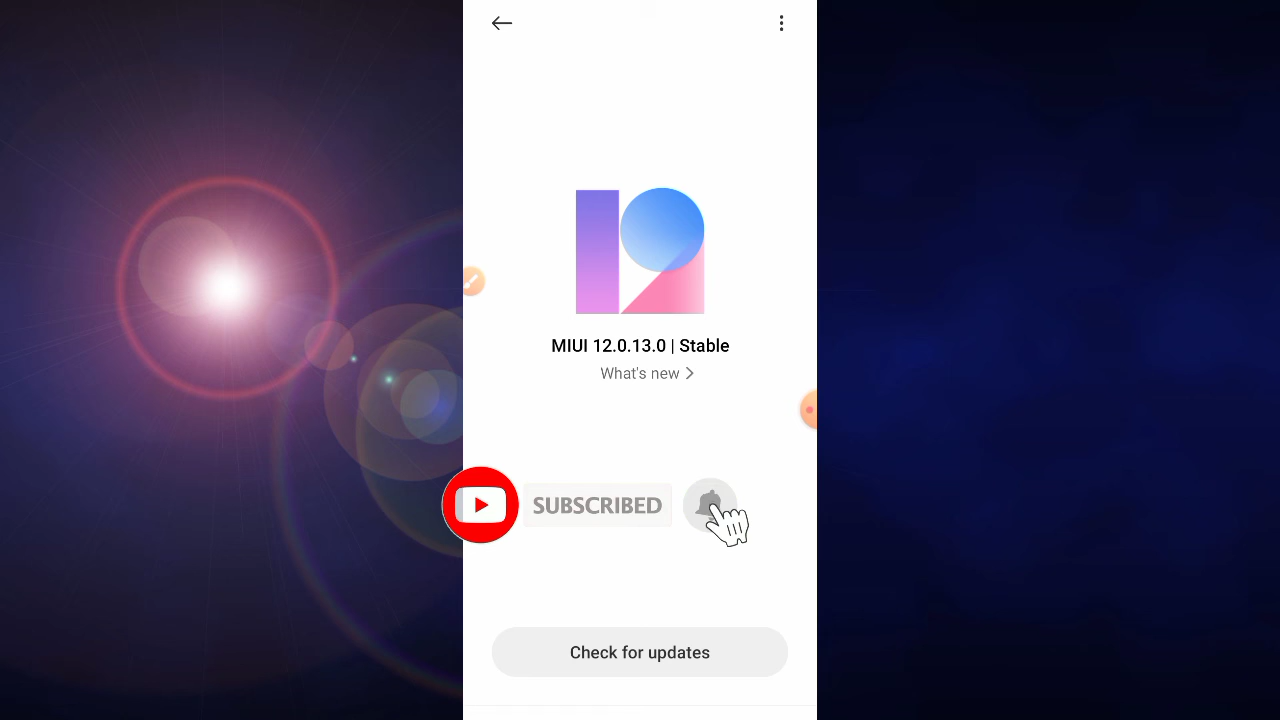 MIUI 12.0.13.0 | Stable
What's new >
SUBSCRIBED
Check for updates